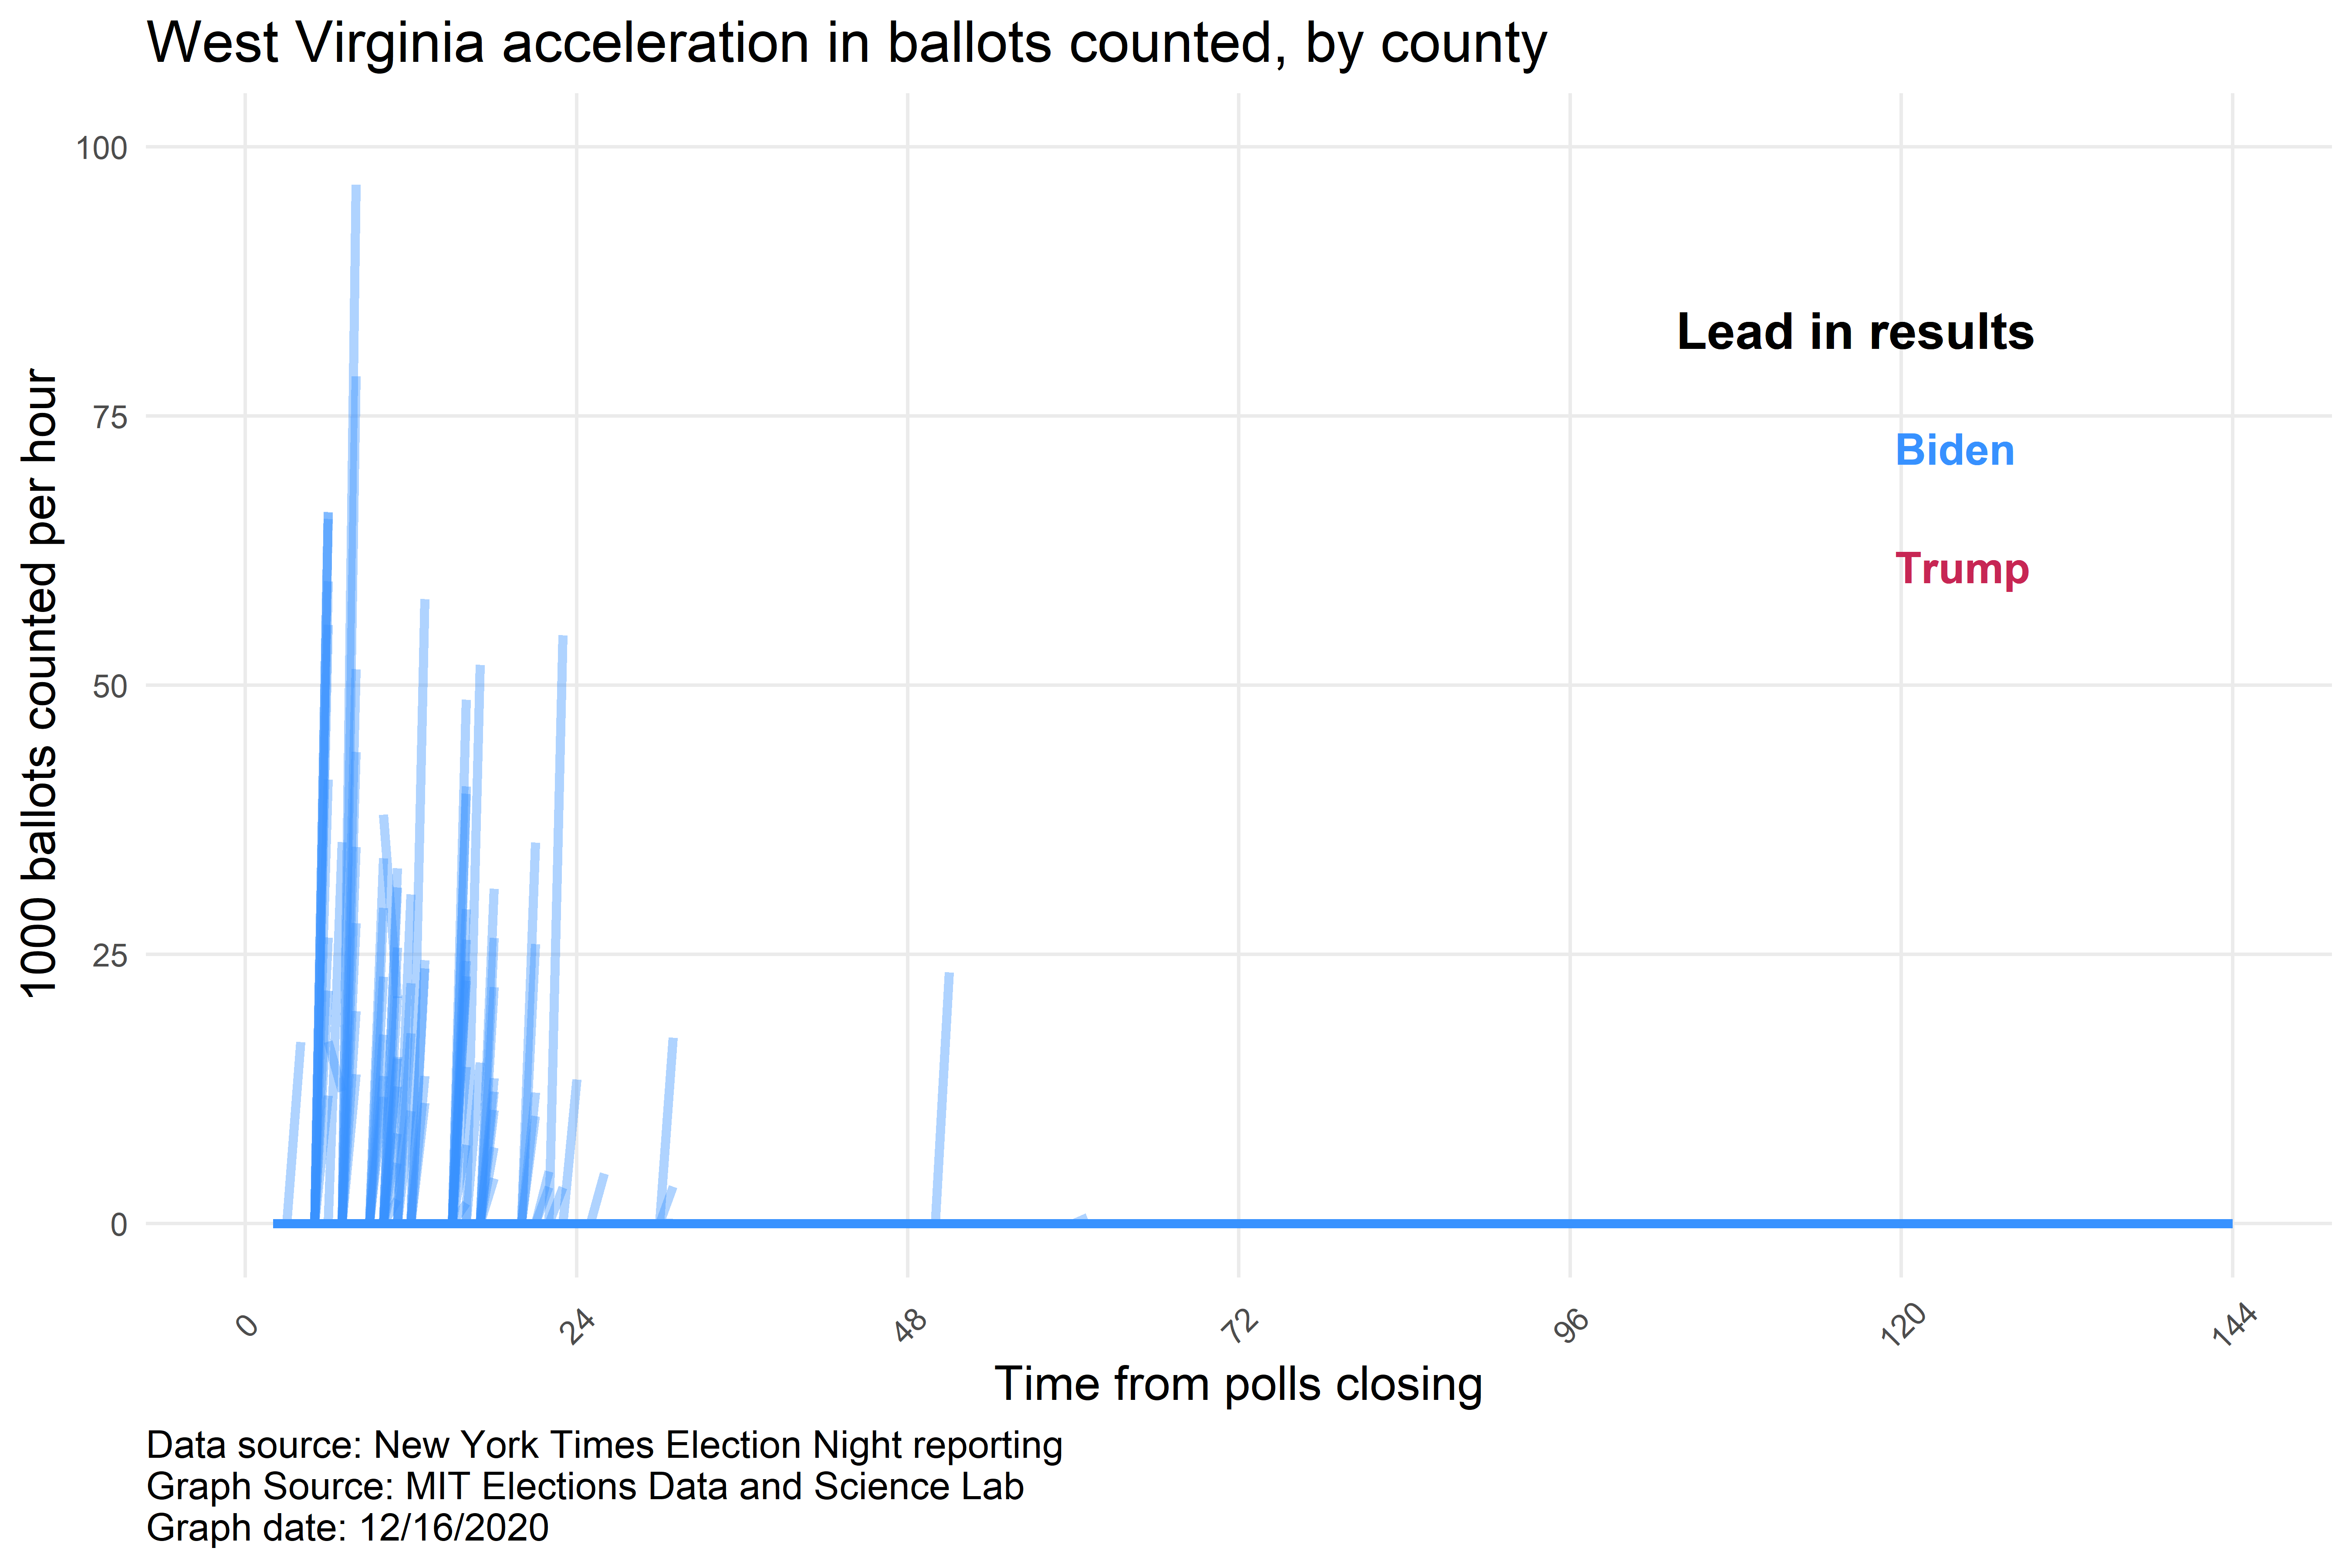 West Virginia acceleration in ballots counted, by county
1000 ballots counted per hour
100
75
50
25
0
Lead in results
Biden
Trump
0
24
48
72
96
120
144
Time from polls closing
Data source: New York Times Election Night reporting
Graph Source: MIT Elections Data and Science Lab
Graph date: 12/16/2020